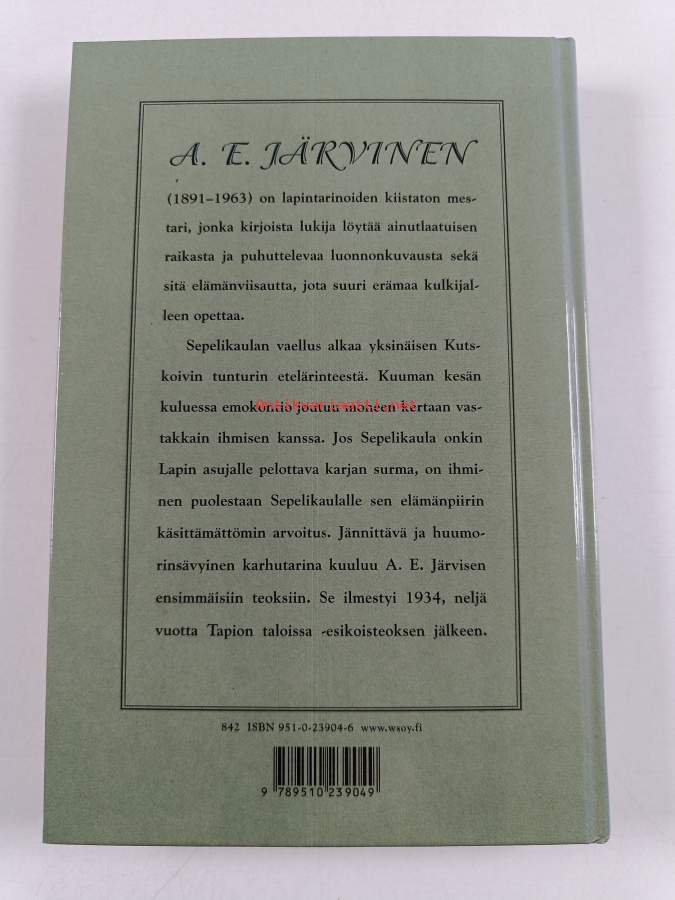 A. E. JÄRVINEN
(1891–1963) on lapintarinoiden kiistaton mes-
tari, jonka kirjoista lukija löytää ainutlaatuisen
raikasta ja puhuttelevaa luonnonkuvausta sekä
sitä elämänviisautta, jota suuri erämaa kulkijal-
leen opettaa.
Sepelikaulan vaellus alkaa yksinäisen Kuts-
koivin tunturin etelärinteestä. Kuuman kesän
kuluessa emokontio joutuu moneen kertaan vas-
Antikvariaatti.net
takkain ihmisen kanssa. Jos Sepelikaula onkin
Lapin asujalle pelottava karjan surma, on ihmi-
nen puolestaan Sepelikaulalle sen elämänpiirin
käsittämättömin arvoitus. Jännittävä ja huumo-
rinsävyinen karhutarina kuuluu A. E. Järvisen
ensimmäisiin teoksiin. Se ilmestyi 1934, neljä
vuotta Tapion taloissa -esikoisteoksen jälkeen.
842 ISBN 951-0-23904-6 www.wsoy.fi
9 789510 239049